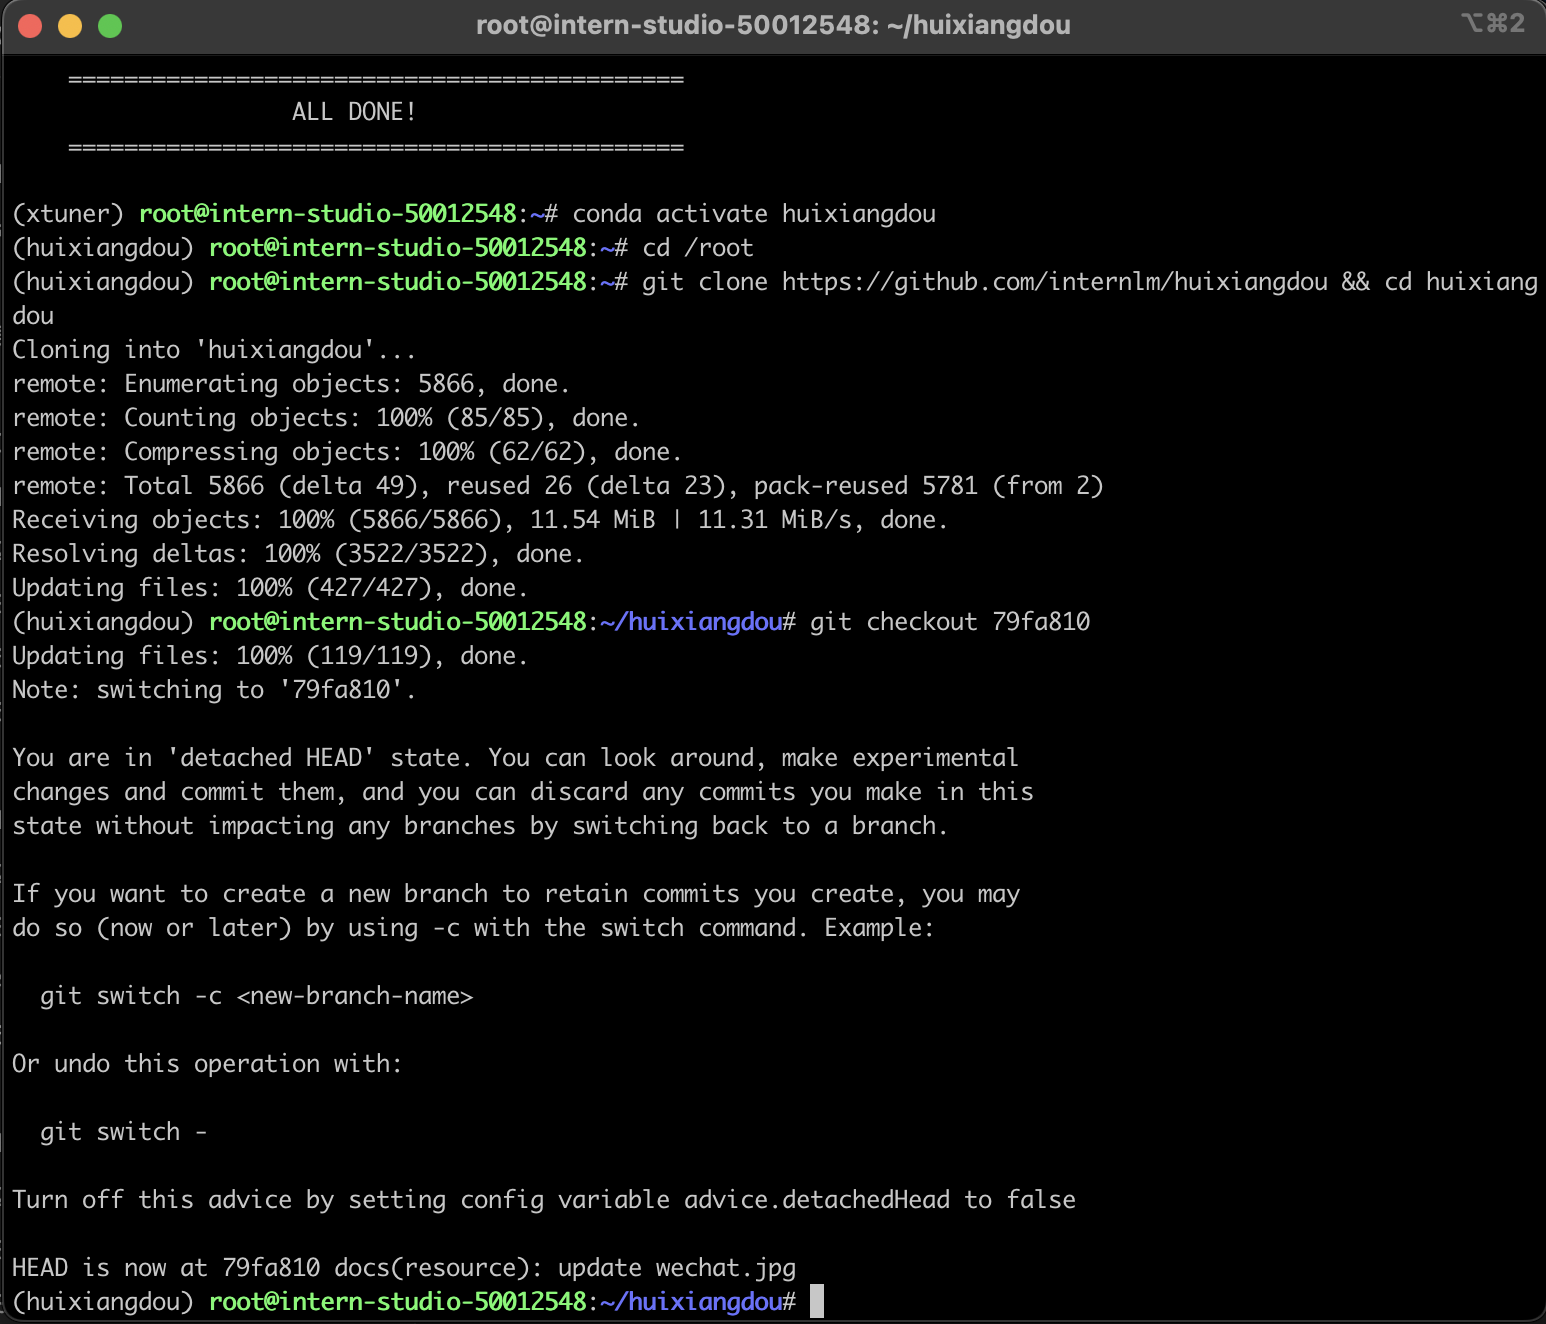 root@intern-studio-50012548: ~/huixiangdou
⌥⌘2
============================================
ALL DONE!
============================================
(xtuner) root@intern-studio-50012548:~# conda activate huixiangdou
(huixiangdou) root@intern-studio-50012548:~# cd /root
(huixiangdou) root@intern-studio-50012548:~# git clone https://github.com/internlm/huixiangdou && cd huixiang
dou
Cloning into 'huixiangdou'...
remote: Enumerating objects: 5866, done.
remote: Counting objects: 100% (85/85), done.
remote: Compressing objects: 100% (62/62), done.
remote: Total 5866 (delta 49), reused 26 (delta 23), pack-reused 5781 (from 2)
Receiving objects: 100% (5866/5866), 11.54 MiB | 11.31 MiB/s, done.
Resolving deltas: 100% (3522/3522), done.
Updating files: 100% (427/427), done.
(huixiangdou) root@intern-studio-50012548:~/huixiangdou# git checkout 79fa810
Updating files: 100% (119/119), done.
Note: switching to '79fa810'.
You are in 'detached HEAD' state. You can look around, make experimental
changes and commit them, and you can discard any commits you make in this
state without impacting any branches by switching back to a branch.
If you want to create a new branch to retain commits you create, you may
do so (now or later) by using -c with the switch command. Example:
git switch -c <new-branch-name>
Or undo this operation with:
git switch -
Turn off this advice by setting config variable advice.detachedHead to false
HEAD is now at 79fa810 docs(resource): update wechat.jpg
(huixiangdou) root@intern-studio-50012548:~/huixiangdou#